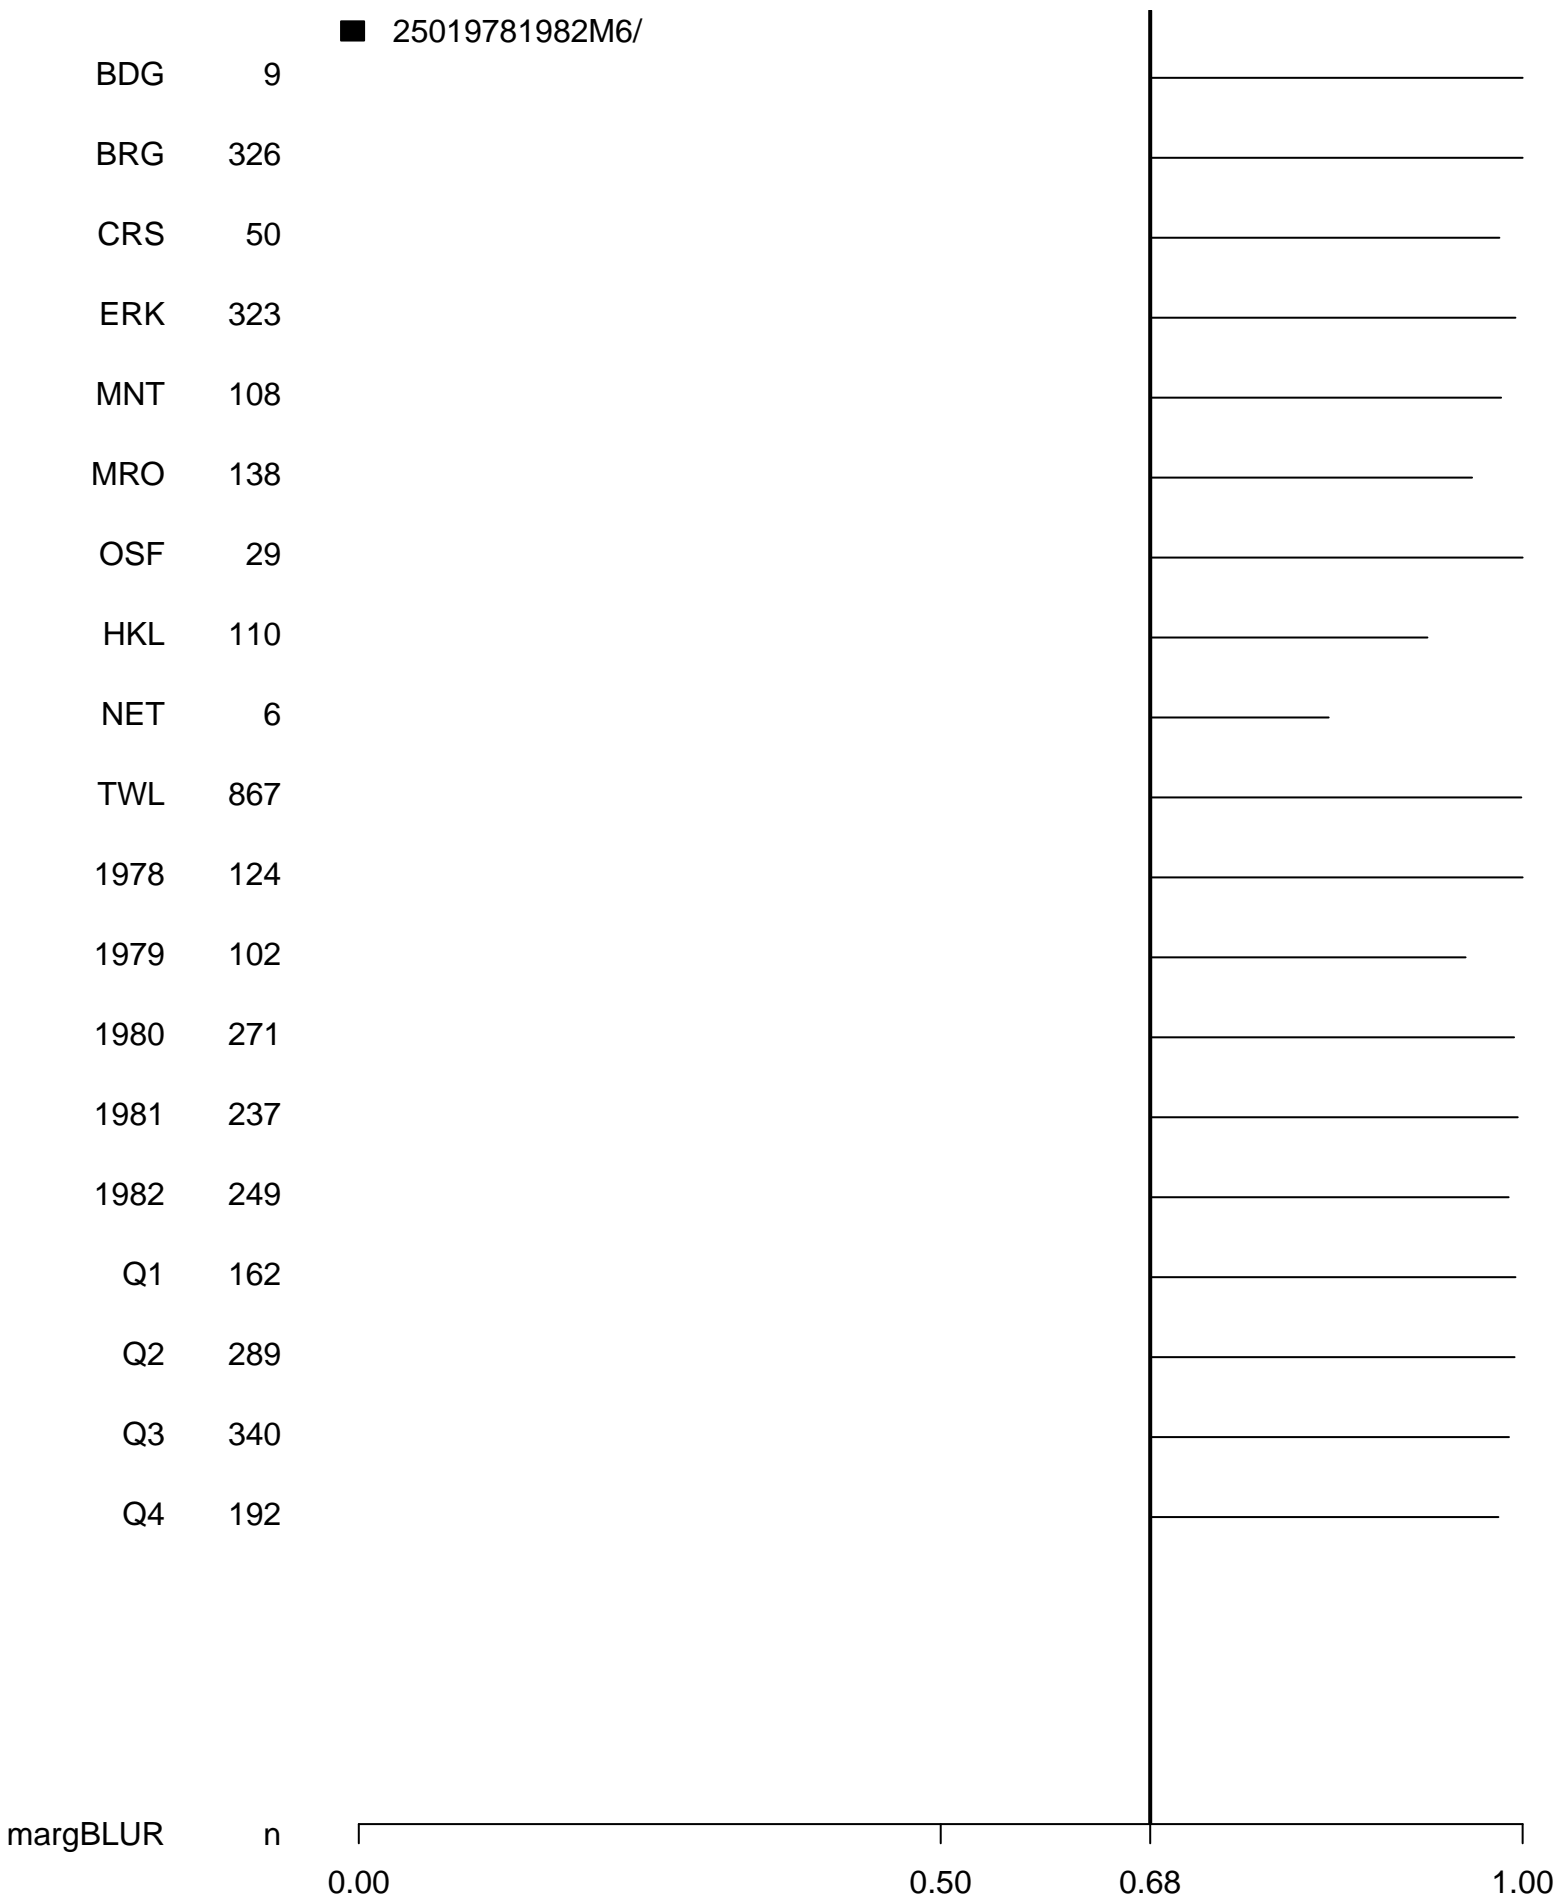 25019781982M6/
BDG 9
BRG 326
CRS 50
ERK 323
MNT 108
MRO 138
OSF 29
HKL 110
NET 6
TWL 867
1978 124
1979 102
1980 271
1981 237
1982 249
Q1 162
Q2 289
Q3 340
Q4 192
margBLUR n
0.00 0.50 0.68 1.00